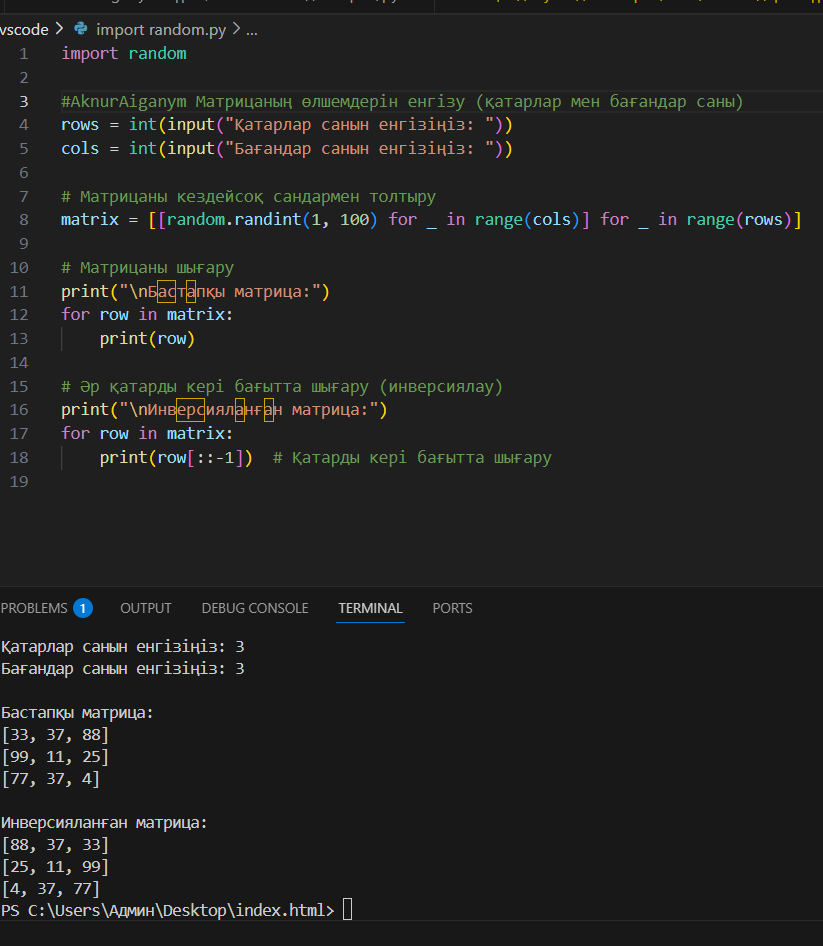 vscode > import random.py > ...
1 import random
2
3 #AknurAiganym Матрицаның өлшемдерін енгізу (қатарлар мен бағандар саны)
4 rows = int(input("Қатарлар санын енгізіңіз: "))
5 cols = int(input("Бағандар санын енгізіңіз: "))
6
7 # Матрицаны кездейсоқ сандармен толтыру
8 matrix = [[random.randint(1, 100) for _ in range(cols)] for _ in range(rows)]
9
10 # Матрицаны шығару
11 print("\nБастапқы матрица:")
12 for row in matrix:
13     print(row)
14
15 # Әр қатарды кері бағытта шығару (инверсиялау)
16 print("\nИнверсияланған матрица:")
17 for row in matrix:
18     print(row[::-1])  # Қатарды кері бағытта шығару
19
PROBLEMS 1 OUTPUT DEBUG CONSOLE TERMINAL PORTS
Қатарлар санын енгізіңіз: 3
Бағандар санын енгізіңіз: 3
Бастапқы матрица:
[33, 37, 88]
[99, 11, 25]
[77, 37, 4]
Инверсияланған матрица:
[88, 37, 33]
[25, 11, 99]
[4, 37, 77]
PS C:\Users\Админ\Desktop\index.html>